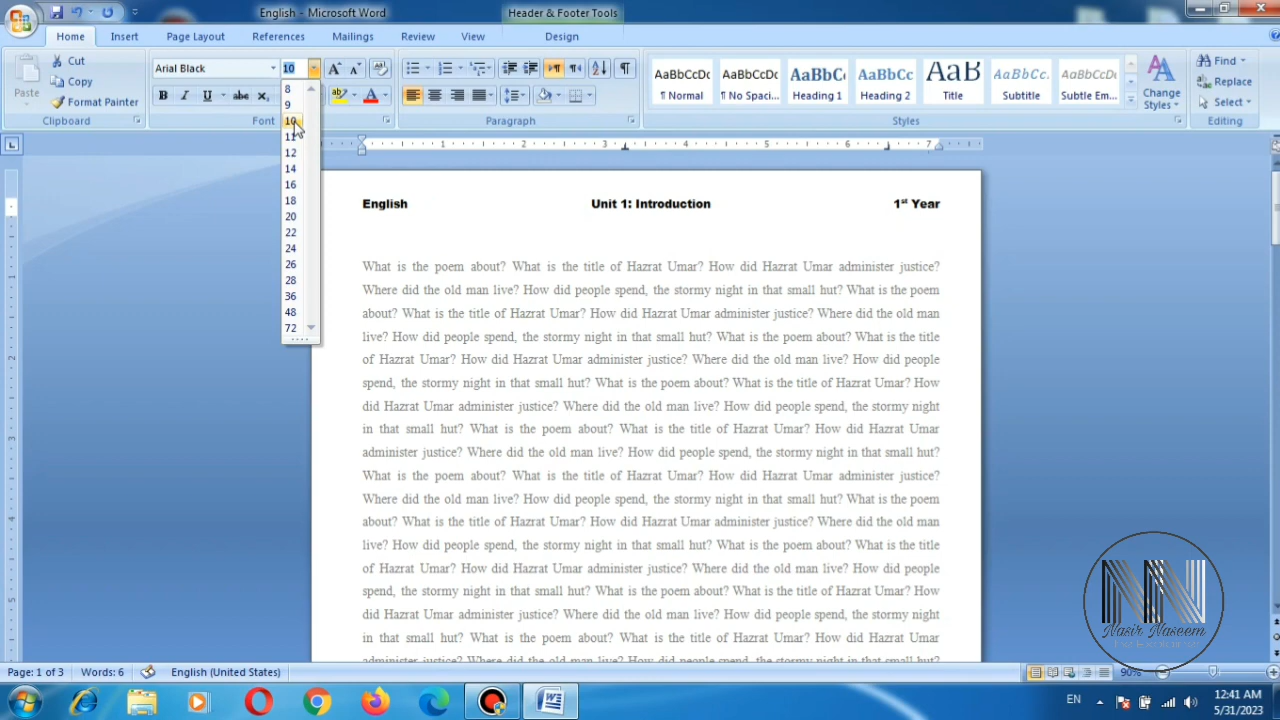 English - Microsoft Word
Header & Footer Tools
Home Insert Page Layout References Mailings Review View Design
Paste
Cut
Copy
Format Painter
Clipboard
Arial Black 10
Font
Paragraph
AaBbCcDc
¶ Normal
AaBbCcDc
¶ No Spaci...
AaBbCc
Heading 1
AaBbCc
Heading 2
AaB
Title
AaBbCc.
Subtitle
AaBbCcDc
Subtle Em...
Change
Styles
Styles
Find
Replace
Select
Editing
8
9
10
11
12
14
16
18
20
22
24
26
28
36
48
72
English Unit 1: Introduction 1st Year
What is the poem about? What is the title of Hazrat Umar? How did Hazrat Umar administer justice?
Where did the old man live? How did people spend, the stormy night in that small hut? What is the poem
about? What is the title of Hazrat Umar? How did Hazrat Umar administer justice? Where did the old man
live? How did people spend, the stormy night in that small hut? What is the poem about? What is the title
of Hazrat Umar? How did Hazrat Umar administer justice? Where did the old man live? How did people
spend, the stormy night in that small hut? What is the poem about? What is the title of Hazrat Umar? How
did Hazrat Umar administer justice? Where did the old man live? How did people spend, the stormy night
in that small hut? What is the poem about? What is the title of Hazrat Umar? How did Hazrat Umar
administer justice? Where did the old man live? How did people spend, the stormy night in that small hut?
What is the poem about? What is the title of Hazrat Umar? How did Hazrat Umar administer justice?
Where did the old man live? How did people spend, the stormy night in that small hut? What is the poem
about? What is the title of Hazrat Umar? How did Hazrat Umar administer justice? Where did the old man
live? How did people spend, the stormy night in that small hut? What is the poem about? What is the title
of Hazrat Umar? How did Hazrat Umar administer justice? Where did the old man live? How did people
spend, the stormy night in that small hut? What is the poem about? What is the title of Hazrat Umar? How
did Hazrat Umar administer justice? Where did the old man live? How did people spend, the stormy night
in that small hut? What is the poem about? What is the title of Hazrat Umar? How did Hazrat Umar
administer justice? Where did the old man live? How did people spend, the stormy night in that small hut?
NN
Nasir Naseem
Page: 1 of 3 Words: 6 English (United States) 90%
EN
12:41 AM
5/31/2023